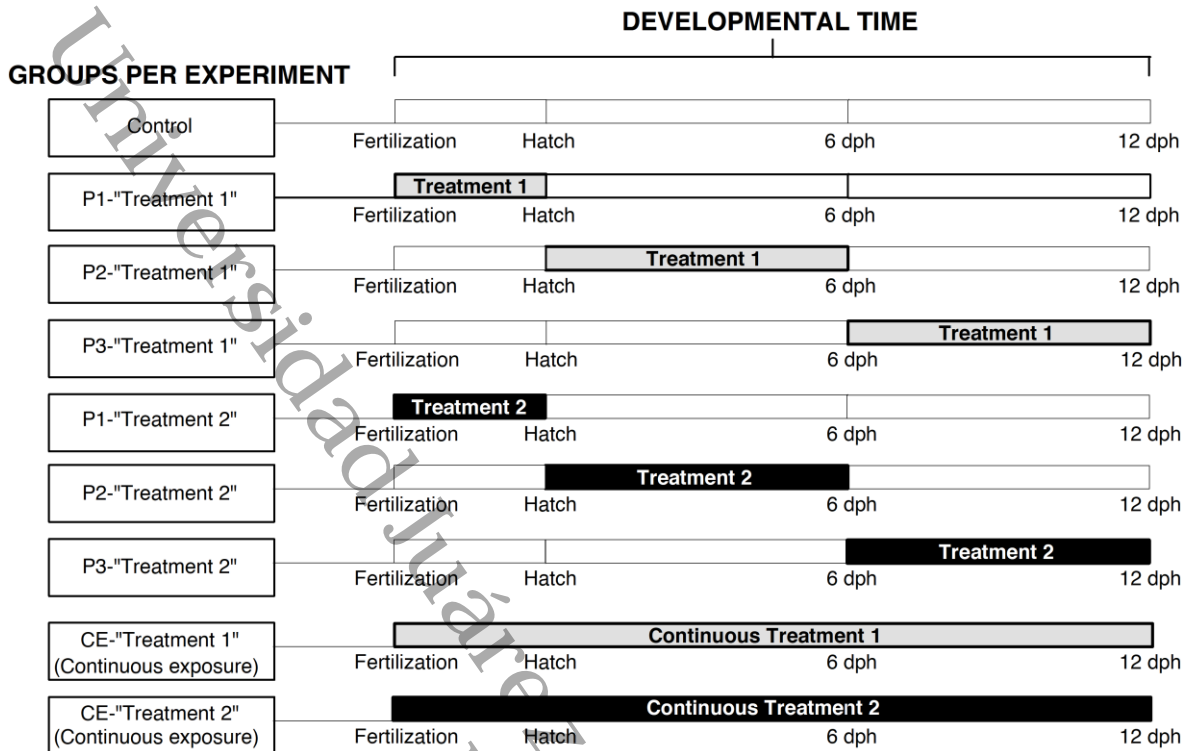 DEVELOPMENTAL TIME
GROUPS PER EXPERIMENT
Control
Fertilization Hatch 6 dph 12 dph
P1-"Treatment 1"
Treatment 1
Fertilization Hatch 6 dph 12 dph
P2-"Treatment 1"
Treatment 1
Fertilization Hatch 6 dph 12 dph
P3-"Treatment 1"
Treatment 1
Fertilization Hatch 6 dph 12 dph
P1-"Treatment 2"
Treatment 2
Fertilization Hatch 6 dph 12 dph
P2-"Treatment 2"
Treatment 2
Fertilization Hatch 6 dph 12 dph
P3-"Treatment 2"
Treatment 2
Fertilization Hatch 6 dph 12 dph
CE-"Treatment 1"
(Continuous exposure)
Continuous Treatment 1
Fertilization Hatch 6 dph 12 dph
CE-"Treatment 2"
(Continuous exposure)
Continuous Treatment 2
Fertilization Hatch 6 dph 12 dph
Universidad Juárez